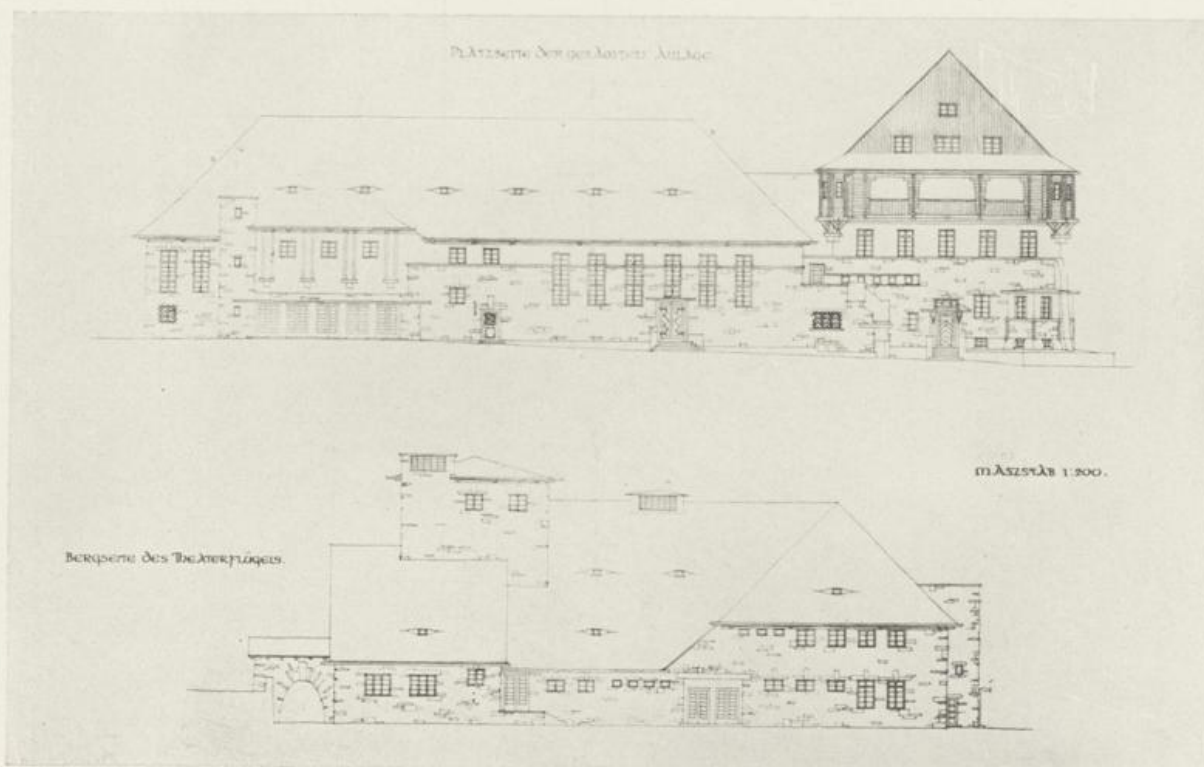 PLATZSEITE DER GESAMTEN ANLAGE
MASZSTAB 1:200.
BERGSEITE DES THEATERFLÜGELS.